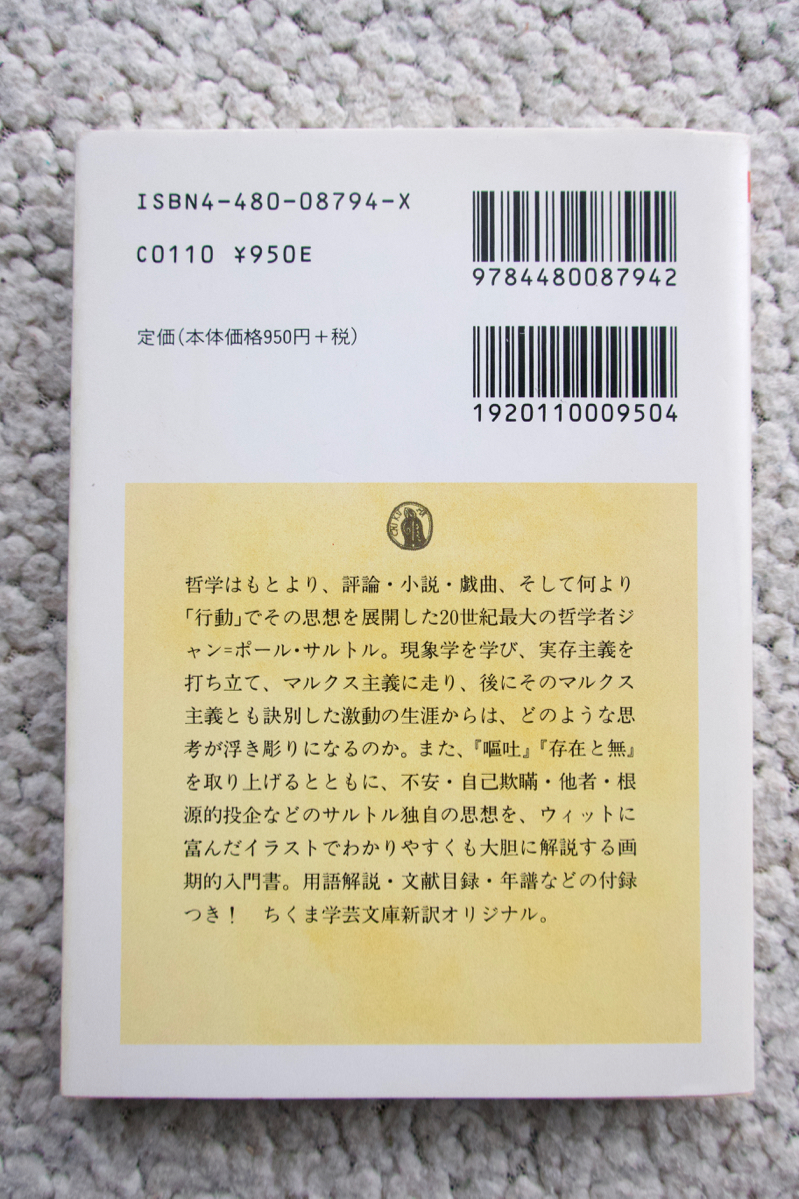 ISBN4-480-08794-X
C0110 ¥950E
定価(本体価格950円+税)
9784480087942
1920110009504
哲学はもとより、評論・小説・戯曲、そして何より
「行動」でその思想を展開した20世紀最大の哲学者ジ
ャン=ポール・サルトル。現象学を学び、実存主義を
打ち立て、マルクス主義に走り、後にそのマルクス
主義とも訣別した激動の生涯からは、どのような思
考が浮き彫りになるのか。また、『嘔吐』『存在と無』
を取り上げるとともに、不安・自己欺瞞・他者・根
源的投企などのサルトル独自の思想を、ウィットに
富んだイラストでわかりやすくも大胆に解説する画
期的入門書。用語解説・文献目録・年譜などの付録
つき! ちくま学芸文庫新訳オリジナル。